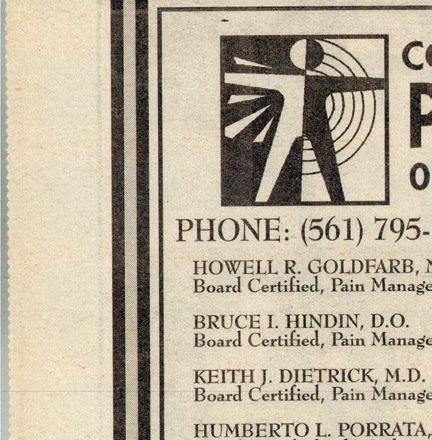 CO
P
O
PHONE: (561) 795-
HOWELL R. GOLDFARB,
Board Certified, Pain Manage
BRUCE I. HINDIN, D.O.
Board Certified, Pain Manage
KEITH J. DIETRICK, M.D.
Board Certified, Pain Manage
HUMBERTO L. PORRATA,